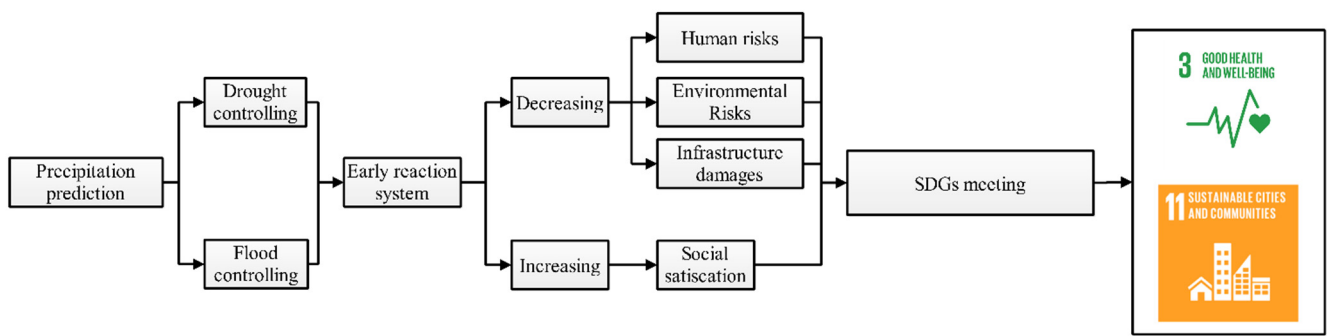 Precipitation
prediction
Drought
controlling
Flood
controlling
Early reaction
system
Decreasing
Increasing
Human risks
Environmental
Risks
Infrastructure
damages
Social
satiscation
SDGs meeting
3 GOOD HEALTH
AND WELL-BEING
11 SUSTAINABLE CITIES
AND COMMUNITIES